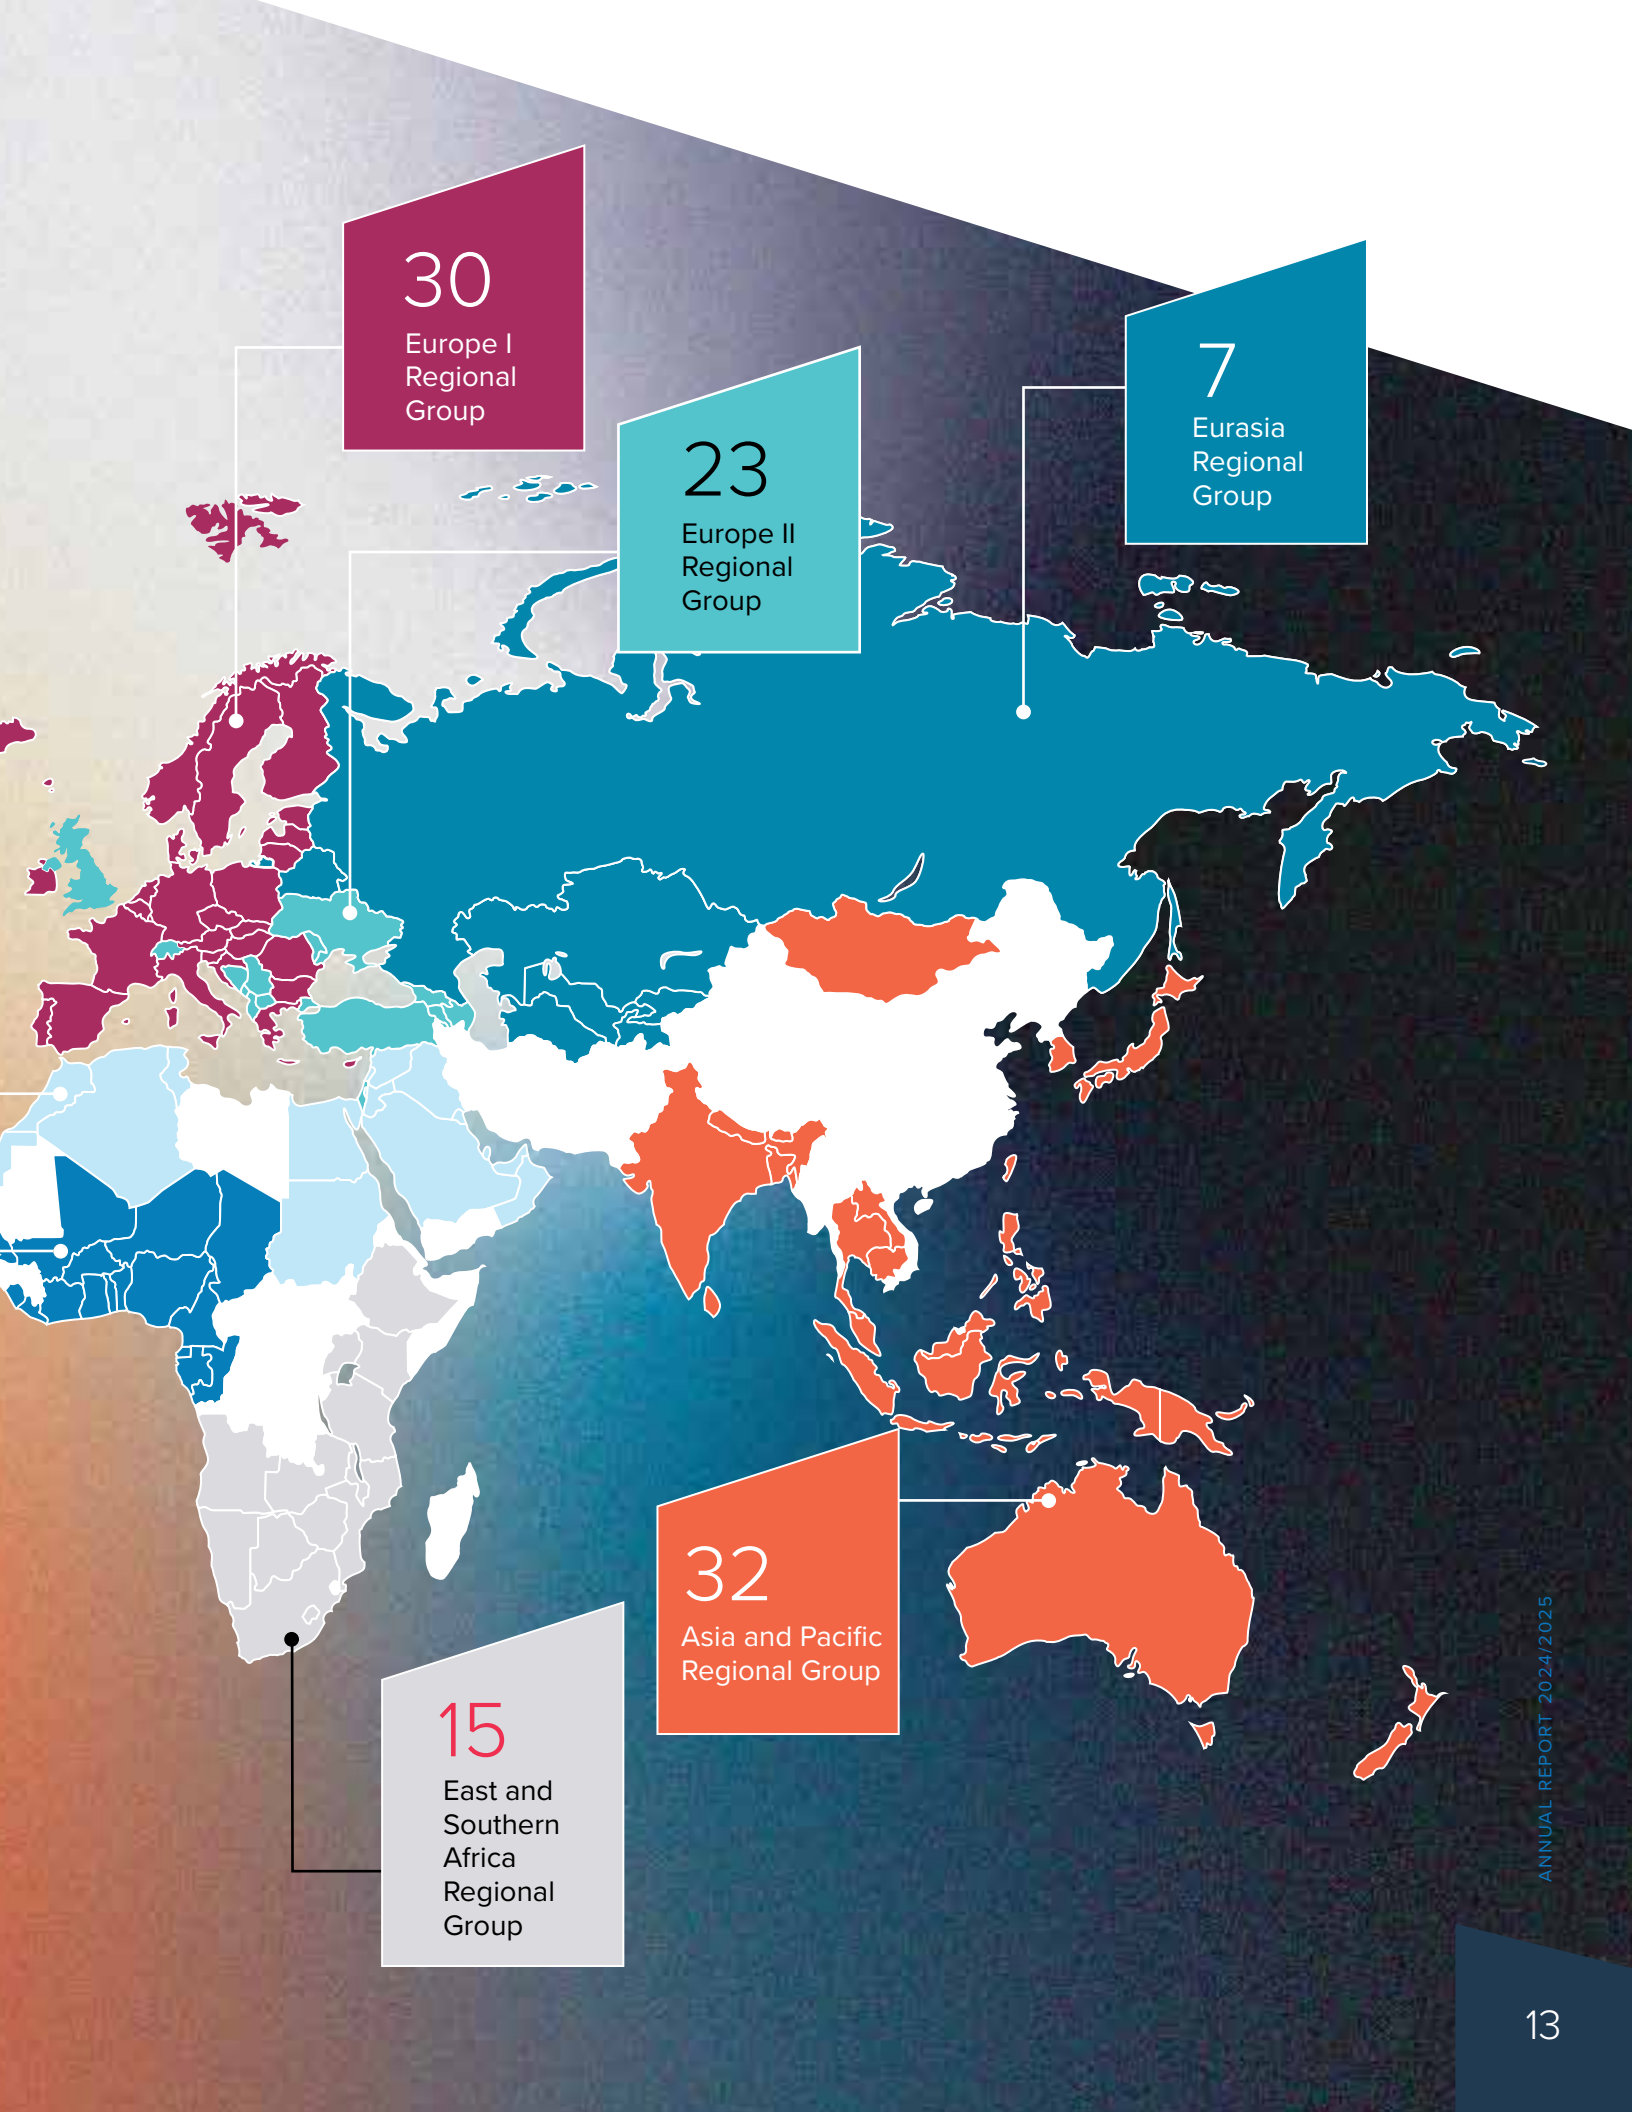 30
Europe I
Regional
Group
23
Europe II
Regional
Group
7
Eurasia
Regional
Group
32
Asia and Pacific
Regional Group
15
East and
Southern
Africa
Regional
Group
ANNUAL REPORT 2024/2025
13